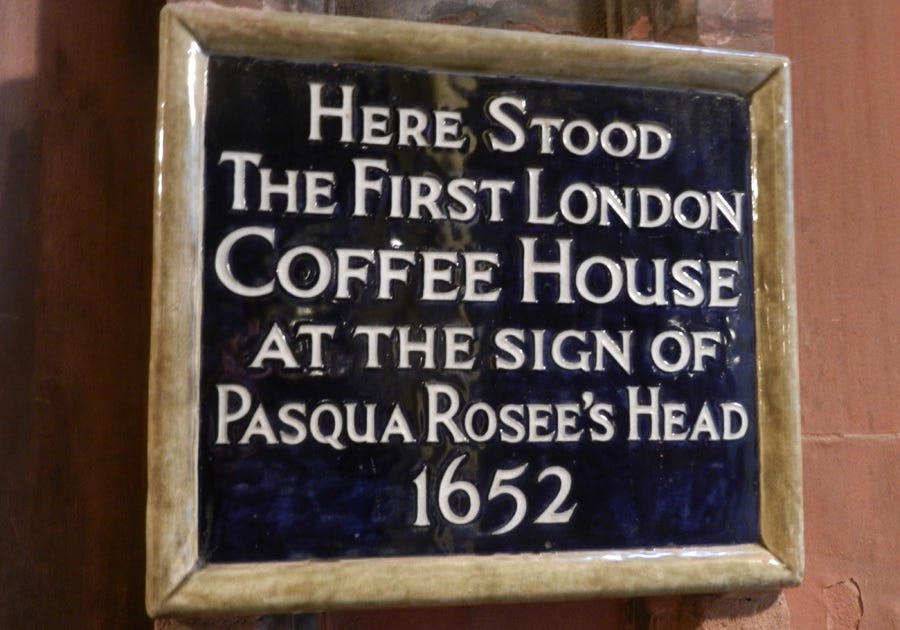 HERE STOOD
THE FIRST LONDON
COFFEE HOUSE
AT THE SIGN OF
PASQUA ROSEE'S HEAD
1652